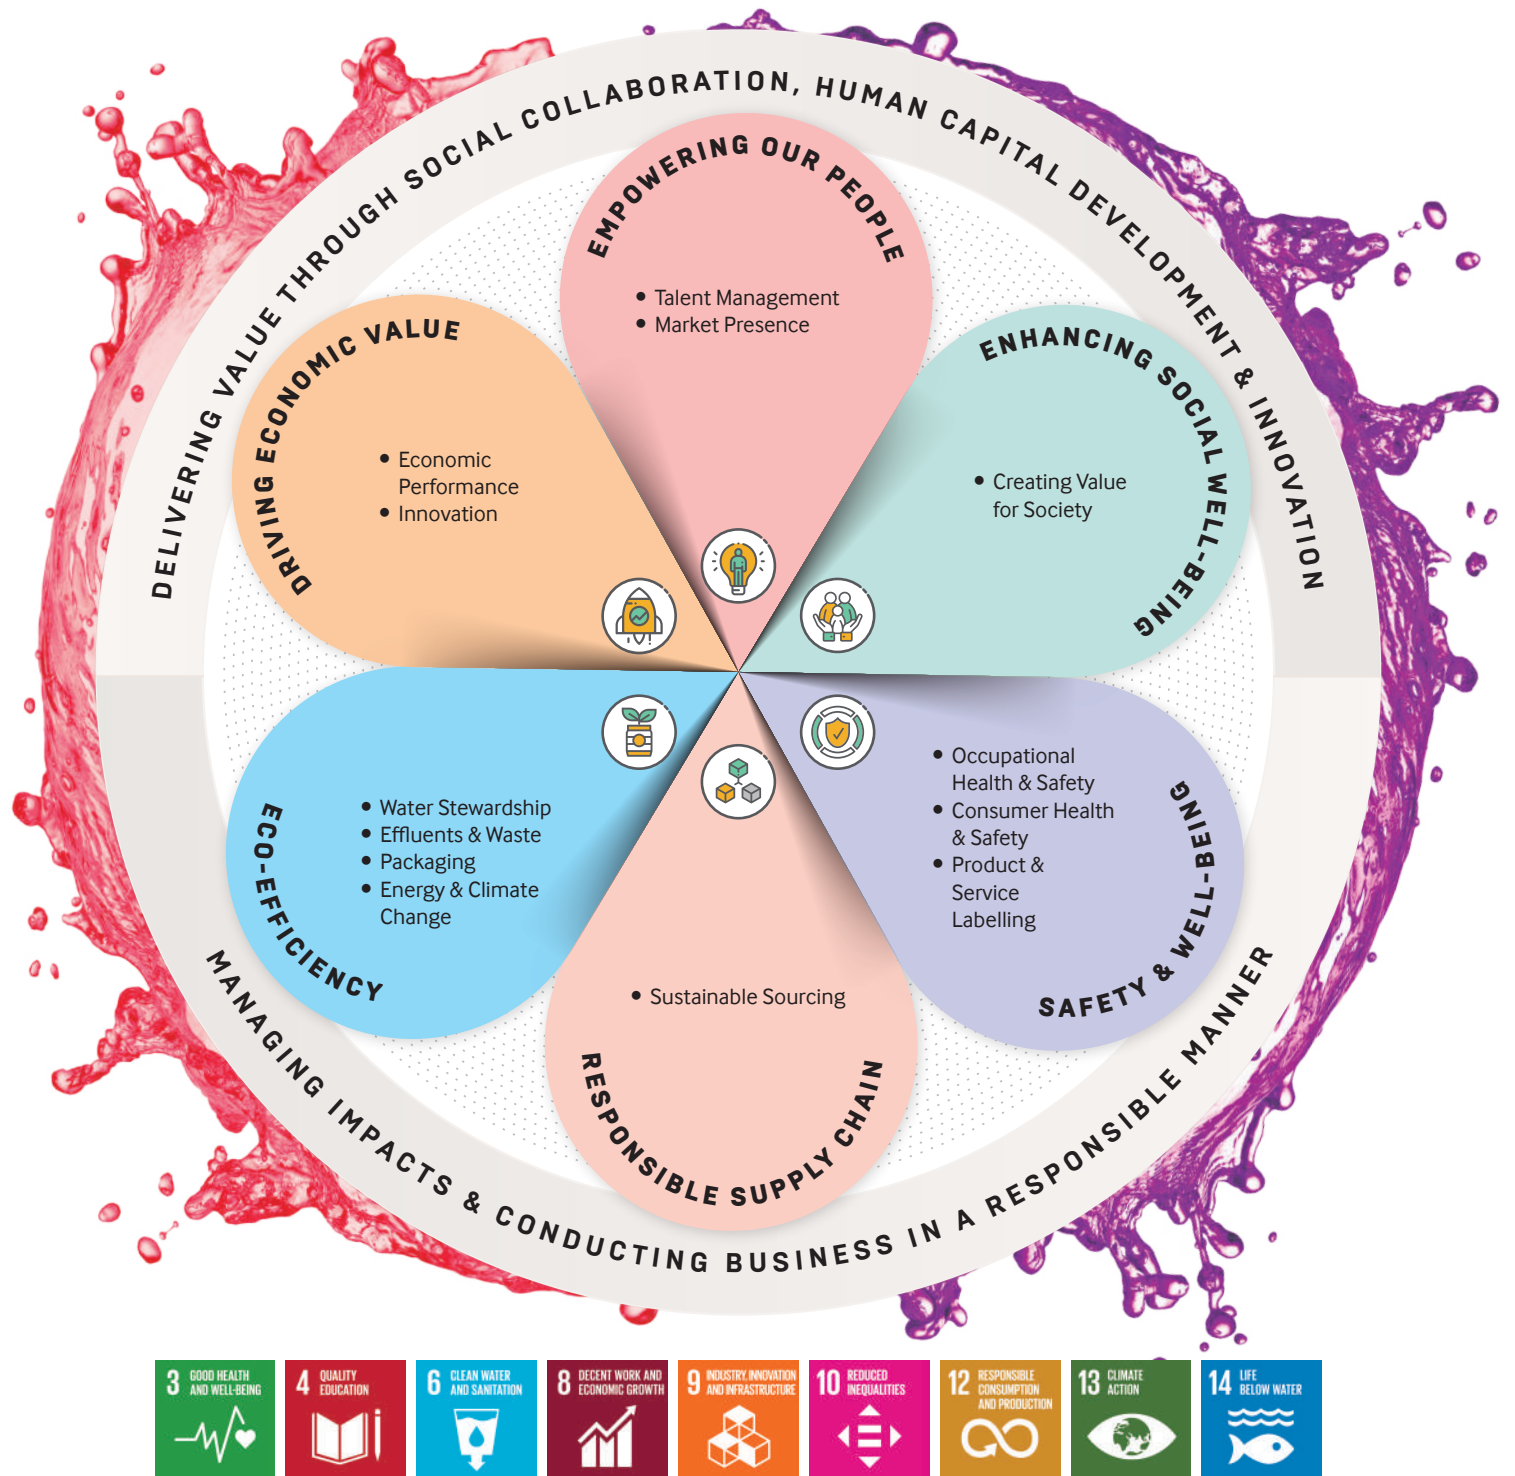 DELIVERING VALUE THROUGH SOCIAL COLLABORATION, HUMAN CAPITAL DEVELOPMENT & INNOVATION
EMPOWERING OUR PEOPLE
• Talent Management
• Market Presence
ENHANCING SOCIAL WELL-BEING
• Creating Value
for Society
DRIVING ECONOMIC VALUE
• Economic
Performance
• Innovation
ECO-EFFICIENCY
• Water Stewardship
• Effluents & Waste
• Packaging
• Energy & Climate
Change
SAFETY & WELL-BEING
• Occupational
Health & Safety
• Consumer Health
& Safety
• Product &
Service
Labelling
• Sustainable Sourcing
RESPONSIBLE SUPPLY CHAIN
MANAGING IMPACTS & CONDUCTING BUSINESS IN A RESPONSIBLE MANNER
3 GOOD HEALTH
AND WELL-BEING
4 QUALITY
EDUCATION
6 CLEAN WATER
AND SANITATION
8 DECENT WORK AND
ECONOMIC GROWTH
9 INDUSTRY, INNOVATION
AND INFRASTRUCTURE
10 REDUCED
INEQUALITIES
12 RESPONSIBLE
CONSUMPTION
AND PRODUCTION
13 CLIMATE
ACTION
14 LIFE
BELOW WATER